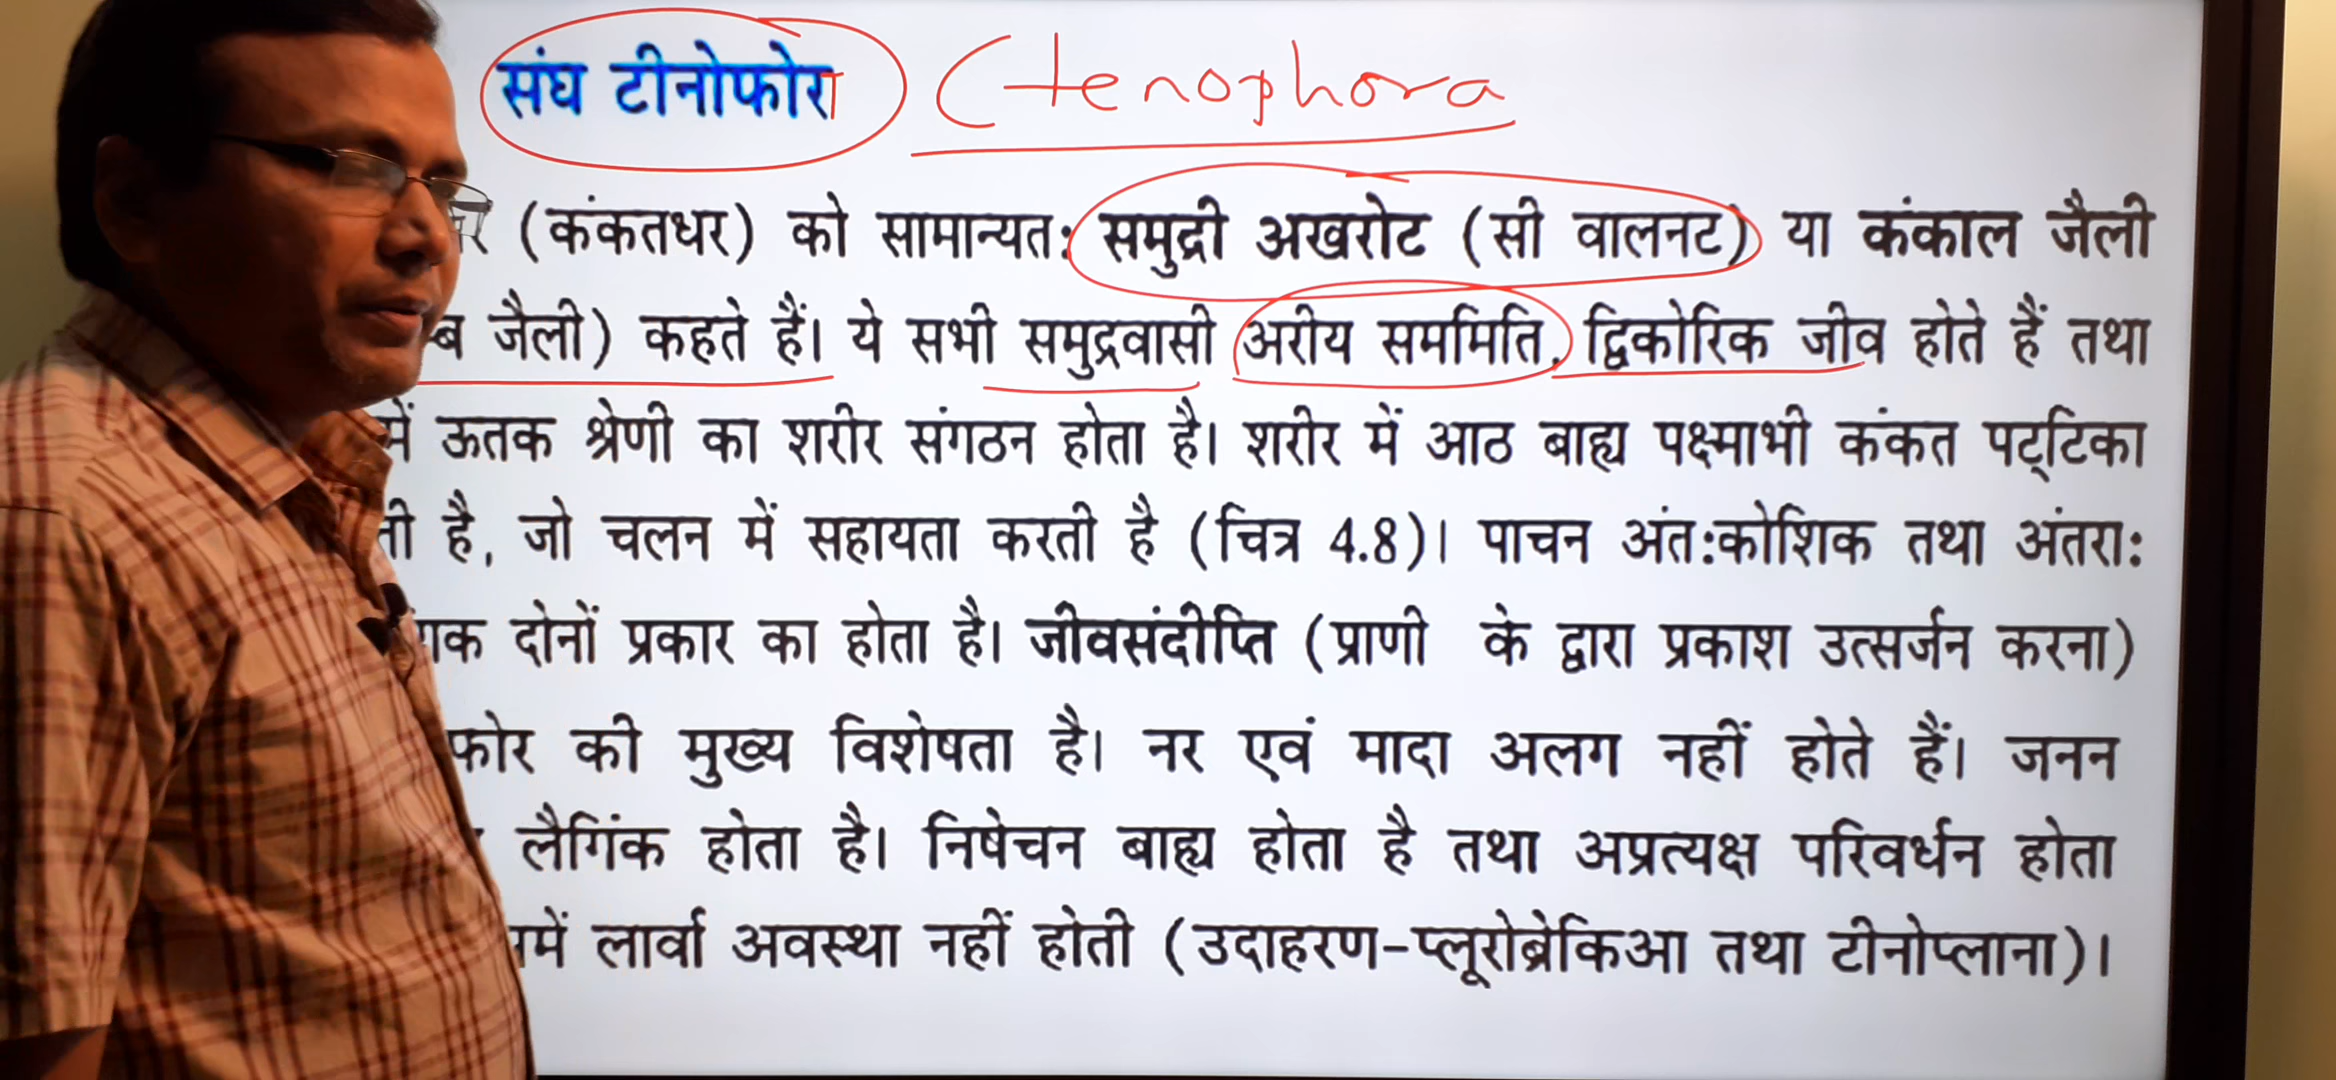 संघ टीनोफोरा Ctenophora
(कंकतधर) को सामान्यत: समुद्री अखरोट (सी वालनट) या कंकाल जैली
जैली) कहते हैं। ये सभी समुद्रवासी अरीय सममिति, द्विकोरिक जीव होते हैं तथा
में ऊतक श्रेणी का शरीर संगठन होता है। शरीर में आठ बाह्य पक्ष्माभी कंकत पट्टिका
है, जो चलन में सहायता करती है (चित्र 4.8)। पाचन अंत:कोशिक तथा अंतरा:
दोनों प्रकार का होता है। जीवसंदीप्ति (प्राणी के द्वारा प्रकाश उत्सर्जन करना)
फोर की मुख्य विशेषता है। नर एवं मादा अलग नहीं होते हैं। जनन
लैगिंक होता है। निषेचन बाह्य होता है तथा अप्रत्यक्ष परिवर्धन होता
में लार्वा अवस्था नहीं होती (उदाहरण-प्लूरोब्रेकिआ तथा टीनोप्लाना)।